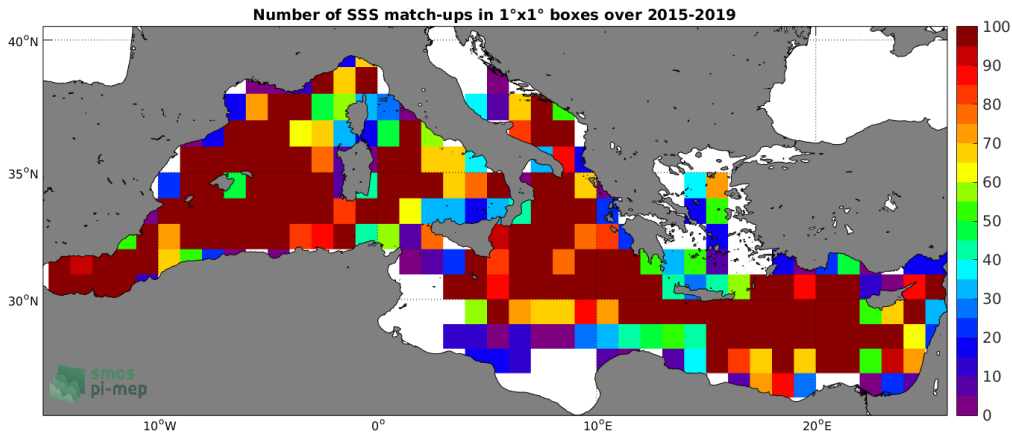 Number of SSS match-ups in 1°x1° boxes over 2015-2019
40°N
35°N
30°N
10°W
0°
10°E
20°E
100
90
80
70
60
50
40
30
20
10
0
smos
pi-mep